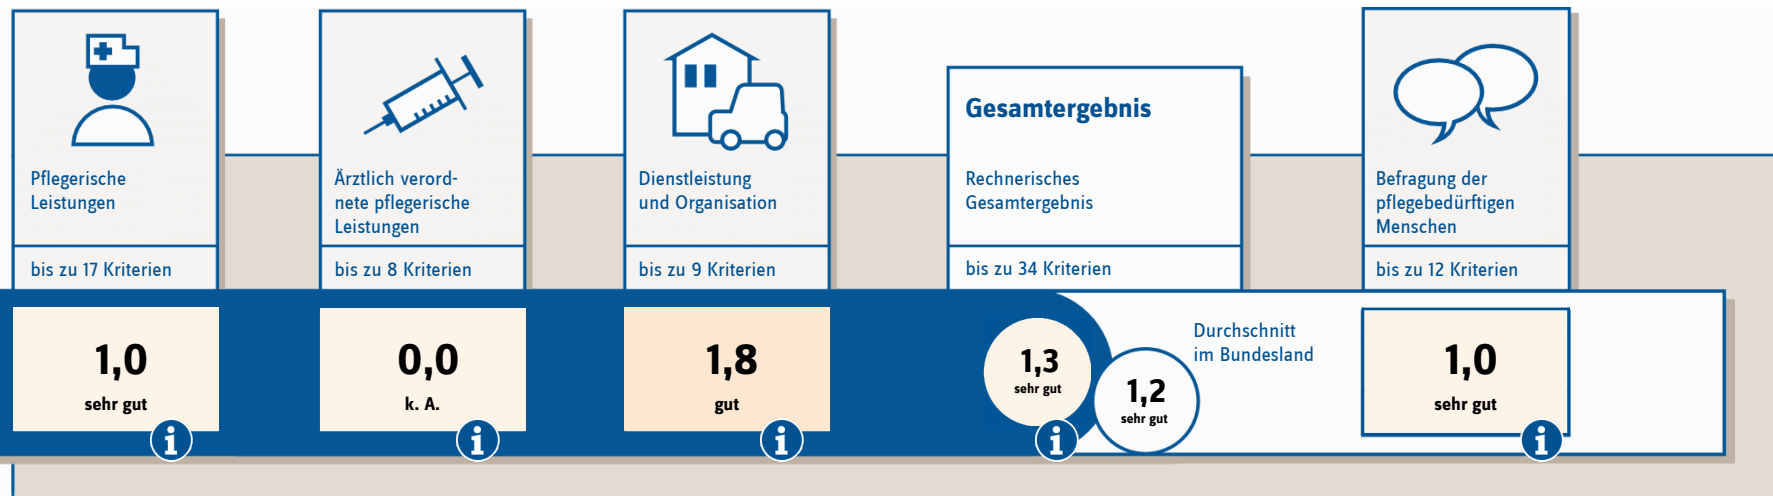 Pflegerische
Leistungen
bis zu 17 Kriterien
1,0
sehr gut
i
Ärztlich verord-
nete pflegerische
Leistungen
bis zu 8 Kriterien
0,0
k. A.
i
Dienstleistung
und Organisation
bis zu 9 Kriterien
1,8
gut
i
Gesamtergebnis
Rechnerisches
Gesamtergebnis
bis zu 34 Kriterien
1,3
sehr gut
i
1,2
sehr gut
Durchschnitt
im Bundesland
Befragung der
pflegebedürftigen
Menschen
bis zu 12 Kriterien
1,0
sehr gut
i